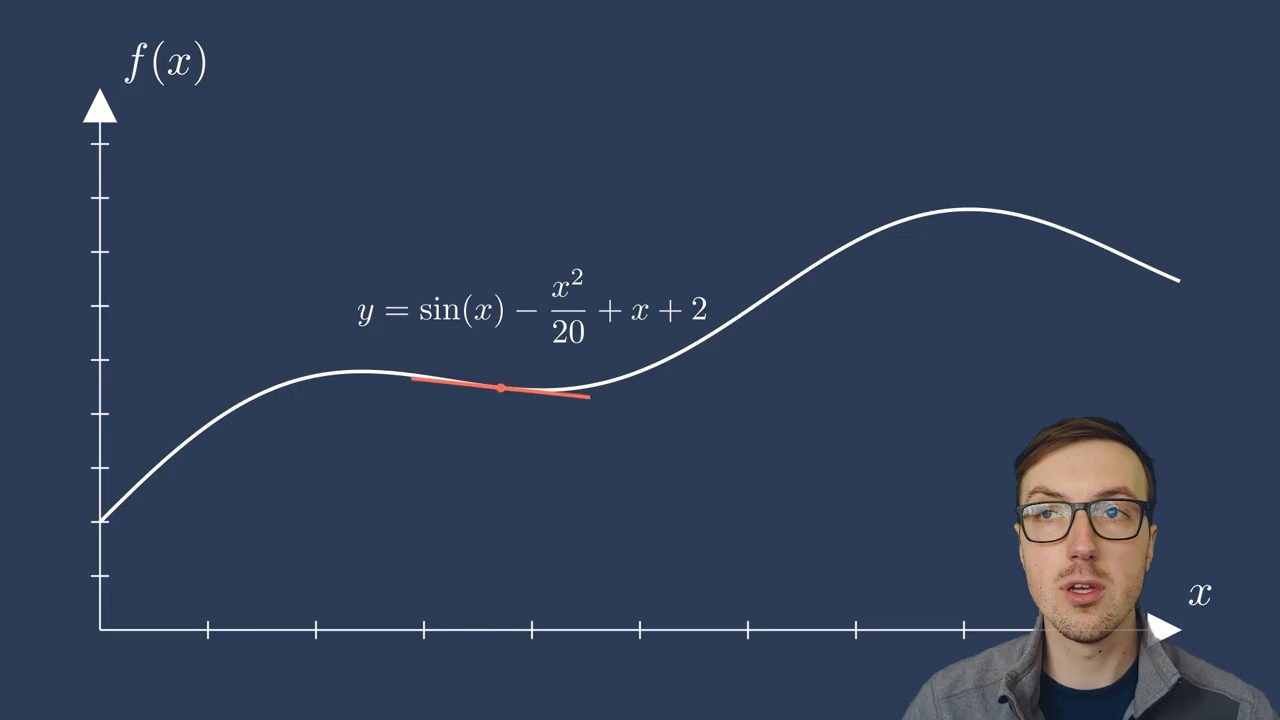 f(x)
y = sin(x) − x²/20 + x + 2
x